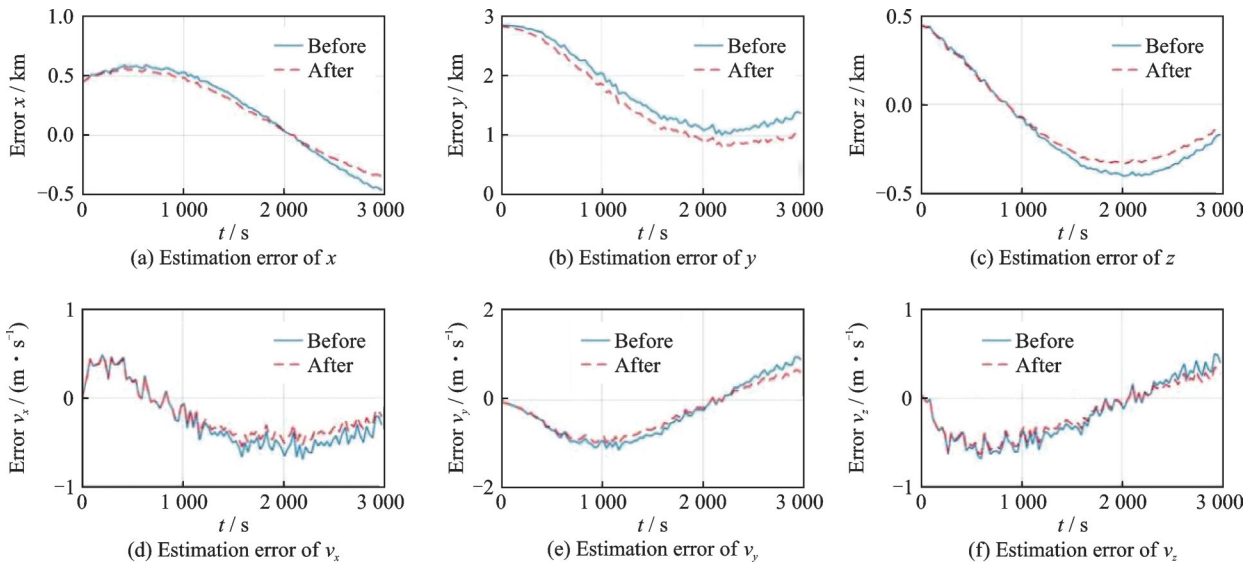 1.0
0.5
0.0
−0.5
Error x / km
Before
After
0
1 000
2 000
3 000
t / s
(a) Estimation error of x
3
2
1
0
Error y / km
Before
After
0
1 000
2 000
3 000
t / s
(b) Estimation error of y
0.5
0.0
−0.5
Error z / km
Before
After
0
1 000
2 000
3 000
t / s
(c) Estimation error of z
1
0
−1
Error vₓ / (m • s⁻¹)
Before
After
0
1 000
2 000
3 000
t / s
(d) Estimation error of vₓ
2
0
−2
Error v_y / (m • s⁻¹)
Before
After
0
1 000
2 000
3 000
t / s
(e) Estimation error of v_y
1
0
−1
Error v_z / (m • s⁻¹)
Before
After
0
1 000
2 000
3 000
t / s
(f) Estimation error of v_z